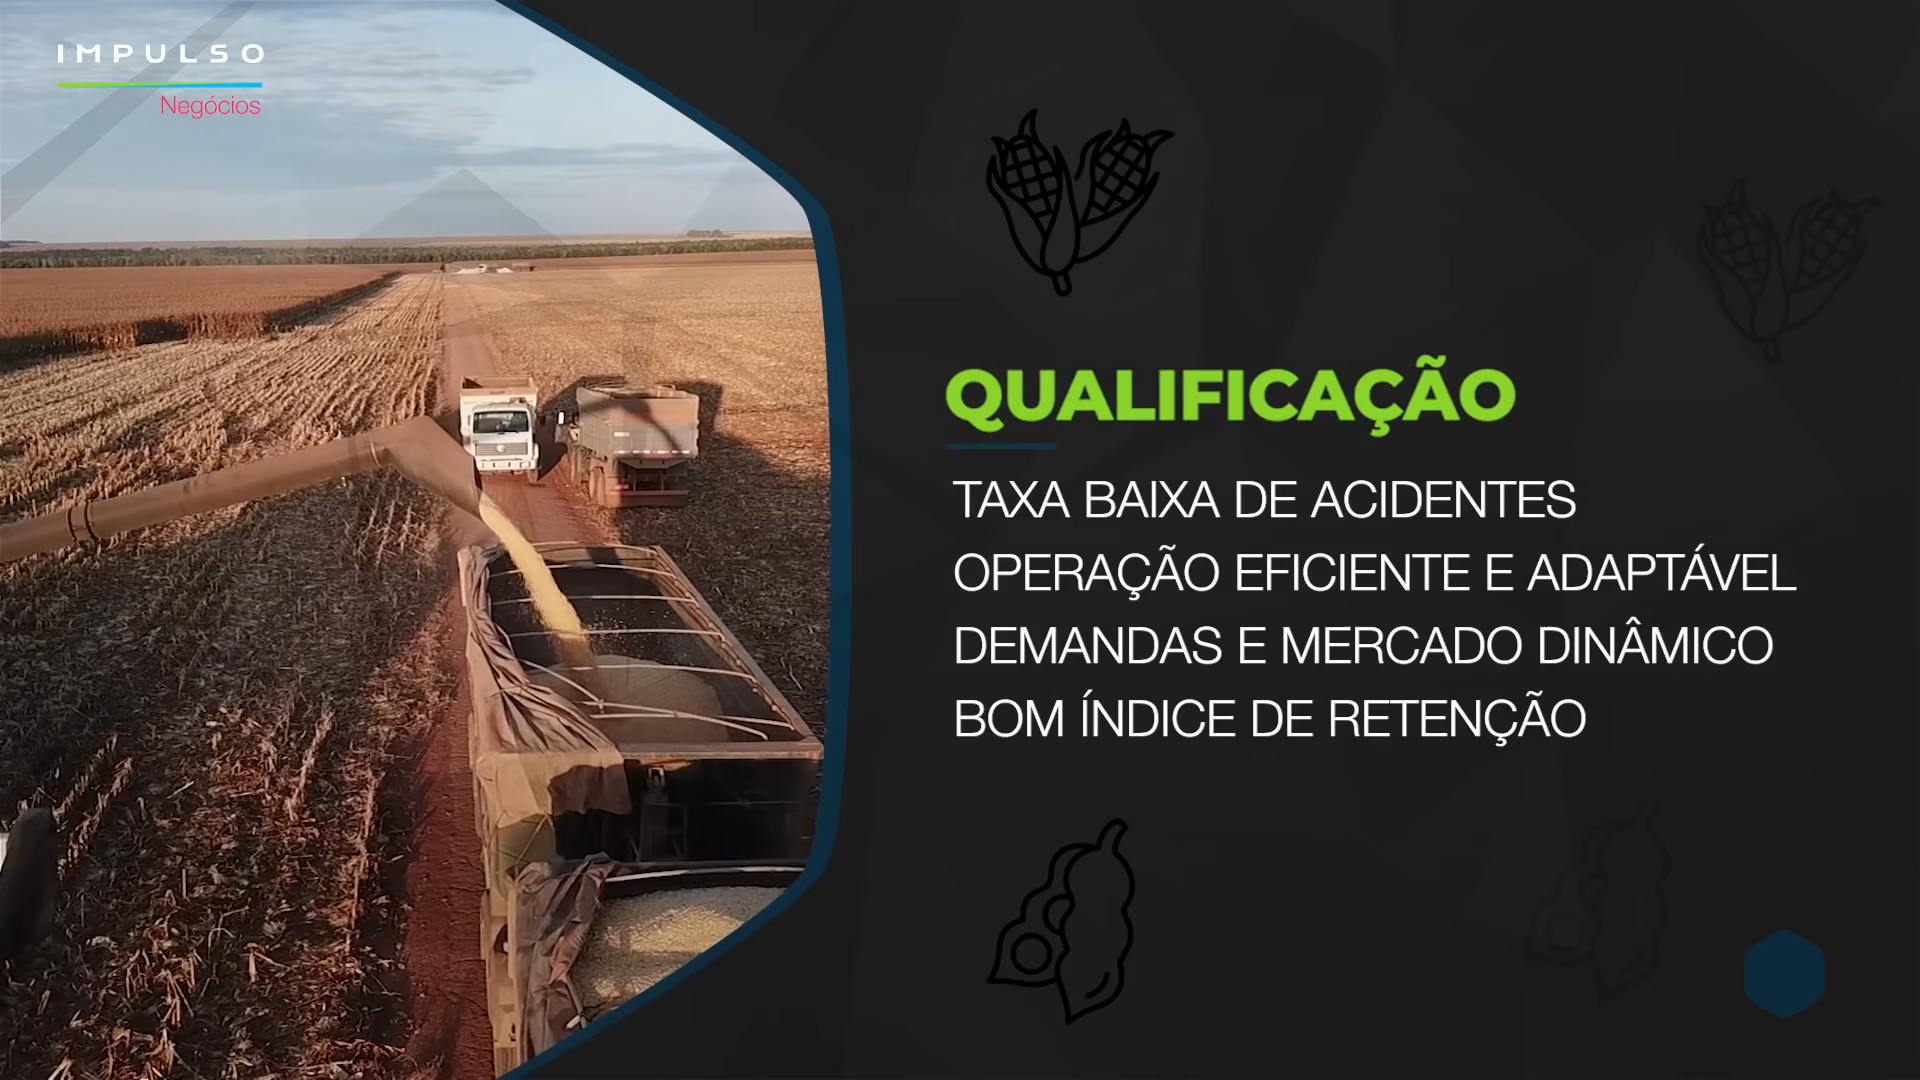 IMPULSO
Negócios
QUALIFICAÇÃO
TAXA BAIXA DE ACIDENTES
OPERAÇÃO EFICIENTE E ADAPTÁVEL
DEMANDAS E MERCADO DINÂMICO
BOM ÍNDICE DE RETENÇÃO